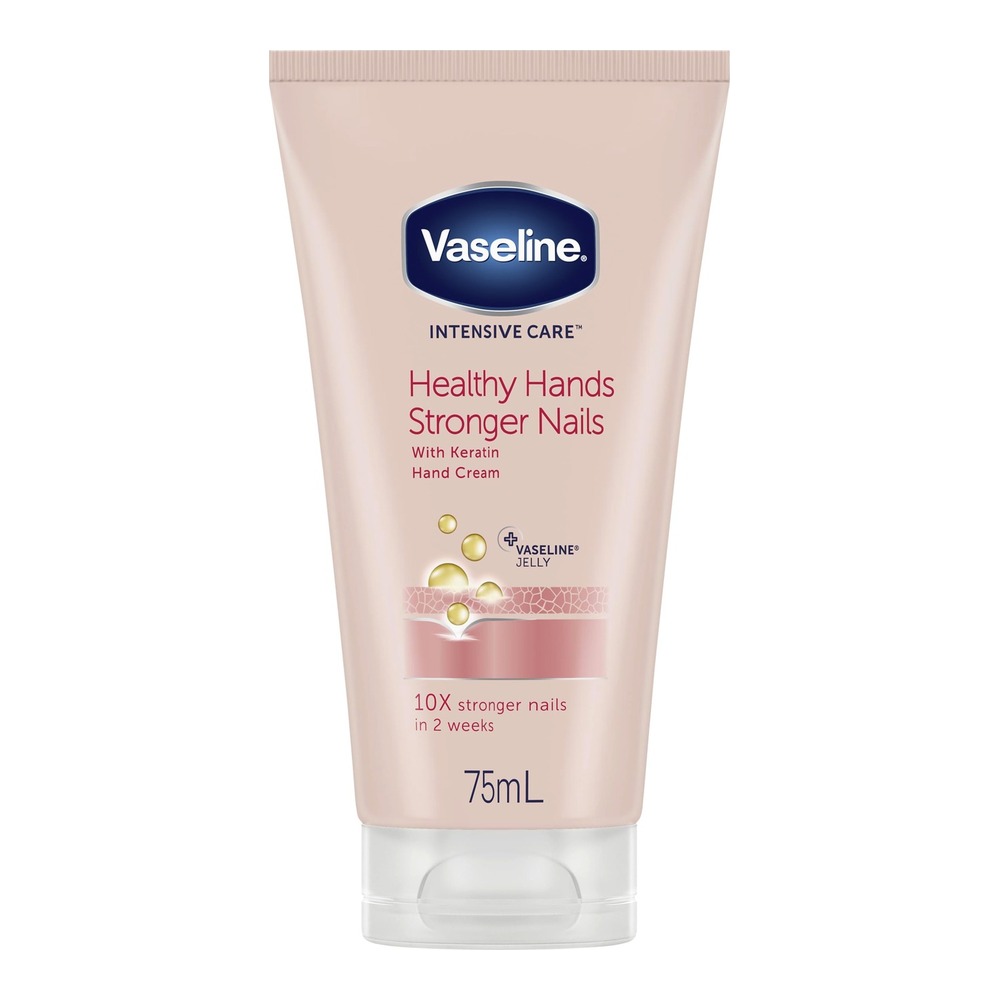 Vaseline®
INTENSIVE CARE™
Healthy Hands
Stronger Nails
With Keratin
Hand Cream
VASELINE®
JELLY
10X stronger nails
in 2 weeks
75mL